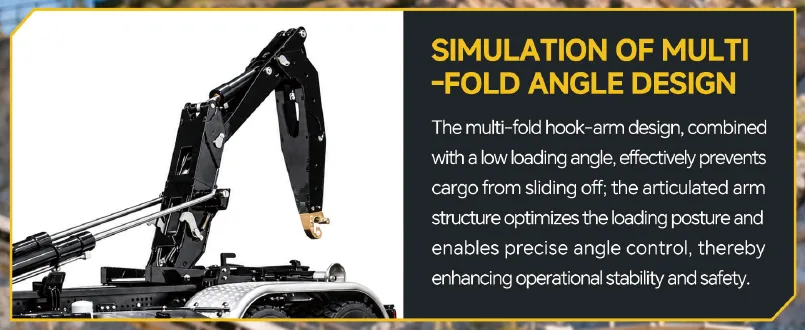 SIMULATION OF MULTI
-FOLD ANGLE DESIGN
The multi-fold hook-arm design, combined
with a low loading angle, effectively prevents
cargo from sliding off; the articulated arm
structure optimizes the loading posture and
enables precise angle control, thereby
enhancing operational stability and safety.